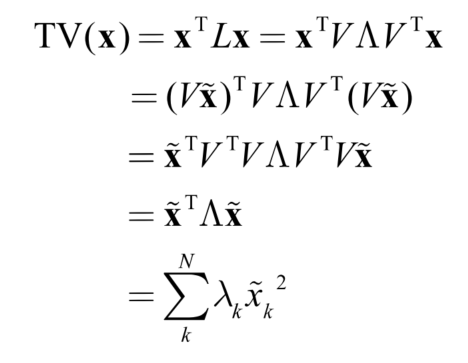 TV(𝐱) = 𝐱ᵀL𝐱 = 𝐱ᵀVΛVᵀ𝐱
= (V𝐱̃)ᵀVΛVᵀ(V𝐱̃)
= 𝐱̃ᵀVᵀVΛVᵀV𝐱̃
= 𝐱̃ᵀΛ𝐱̃
= ∑ₖᴺ λₖx̃ₖ²